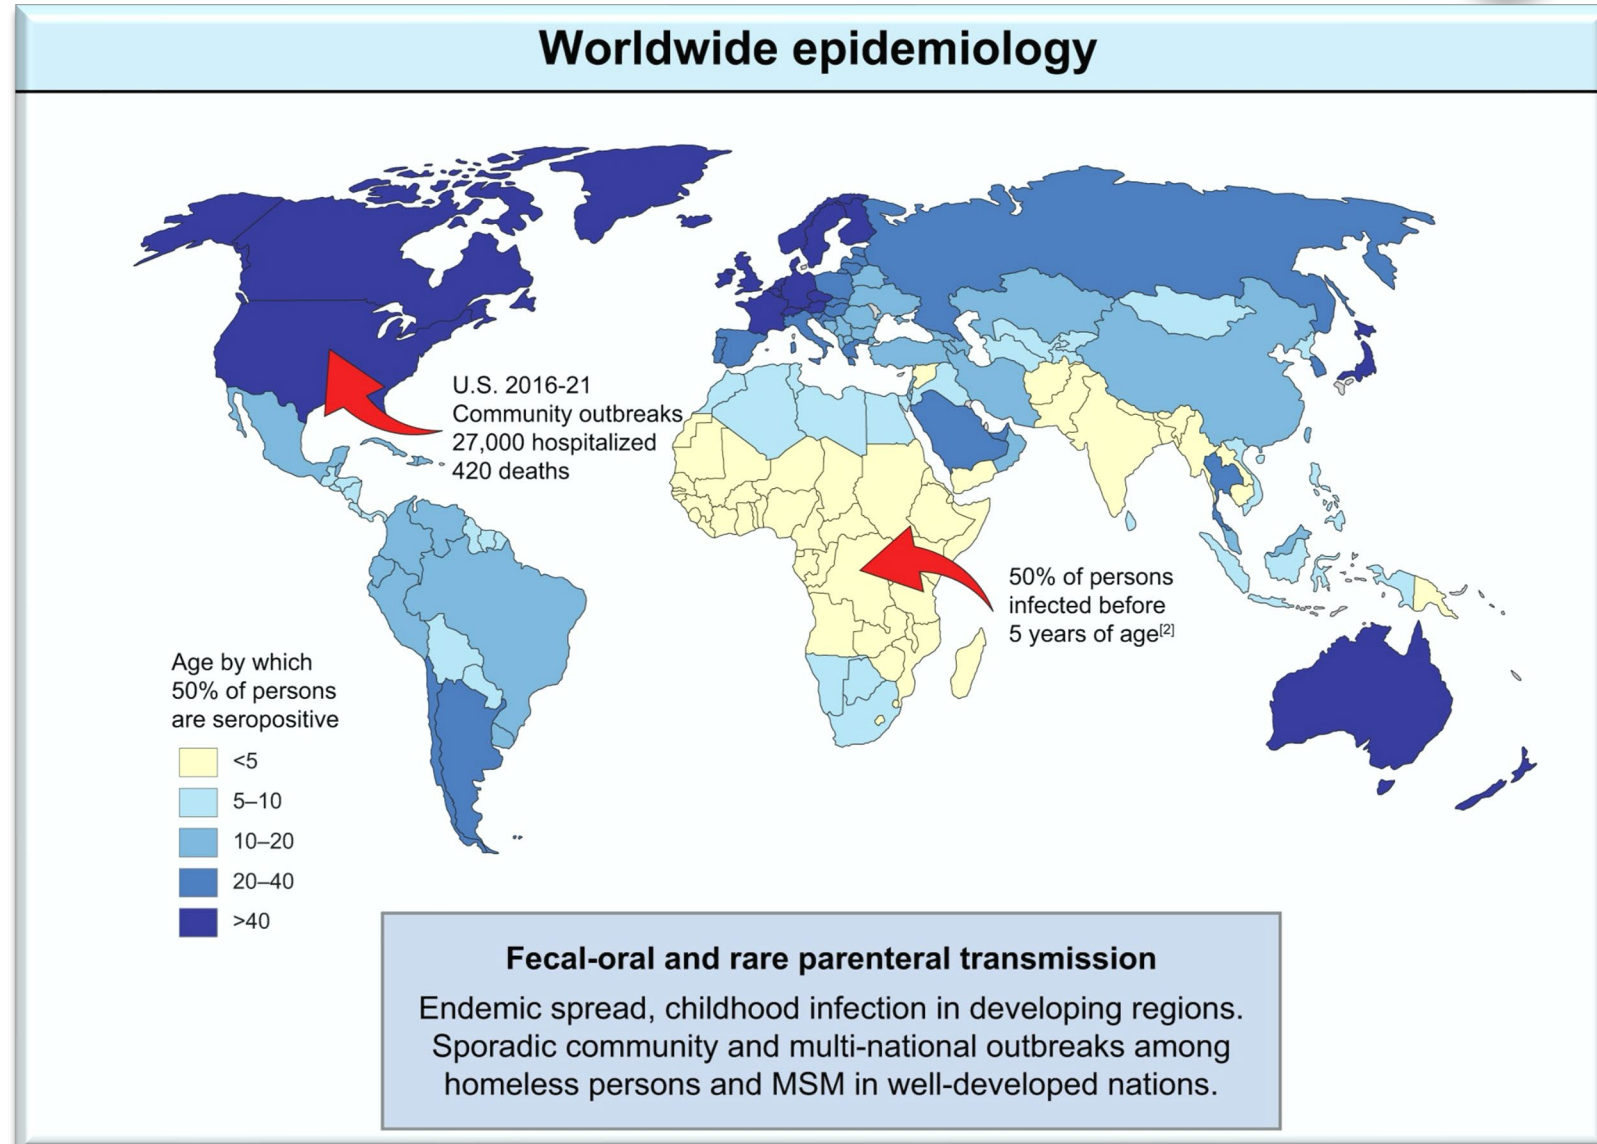 Worldwide epidemiology
U.S. 2016-21
Community outbreaks
27,000 hospitalized
420 deaths
50% of persons
infected before
5 years of age[2]
Age by which
50% of persons
are seropositive
<5
5–10
10–20
20–40
>40
Fecal-oral and rare parenteral transmission
Endemic spread, childhood infection in developing regions.
Sporadic community and multi-national outbreaks among
homeless persons and MSM in well-developed nations.